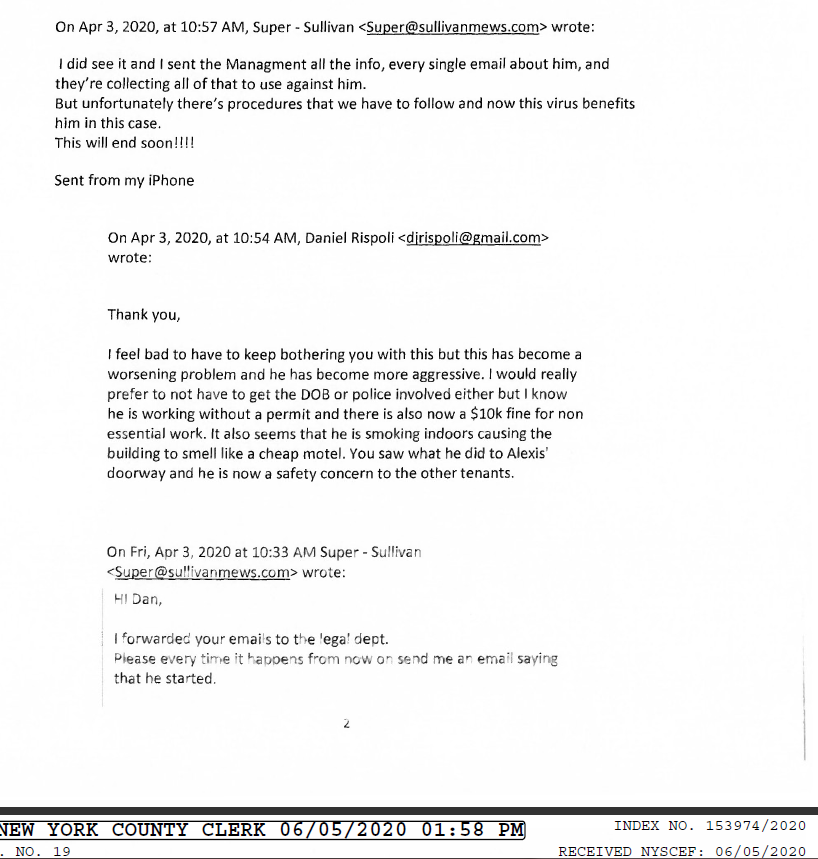 On Apr 3, 2020, at 10:57 AM, Super - Sullivan <Super@sullivanmews.com> wrote:
I did see it and I sent the Managment all the info, every single email about him, and
they're collecting all of that to use against him.
But unfortunately there's procedures that we have to follow and now this virus benefits
him in this case.
This will end soon!!!!
Sent from my iPhone
On Apr 3, 2020, at 10:54 AM, Daniel Rispoli <djrispoli@gmail.com>
wrote:
Thank you,
I feel bad to have to keep bothering you with this but this has become a
worsening problem and he has become more aggressive. I would really
prefer to not have to get the DOB or police involved either but I know
he is working without a permit and there is also now a $10k fine for non
essential work. It also seems that he is smoking indoors causing the
building to smell like a cheap motel. You saw what he did to Alexis'
doorway and he is now a safety concern to the other tenants.
On Fri, Apr 3, 2020 at 10:33 AM Super - Sullivan
<Super@sullivanmews.com> wrote:
Hi Dan,
I forwarded your emails to the legal dept.
Please every time it happens from now on send me an email saying
that he started.
2
NEW YORK COUNTY CLERK 06/05/2020 01:58 PM
INDEX NO. 153974/2020
. NO. 19
RECEIVED NYSCEF: 06/05/2020